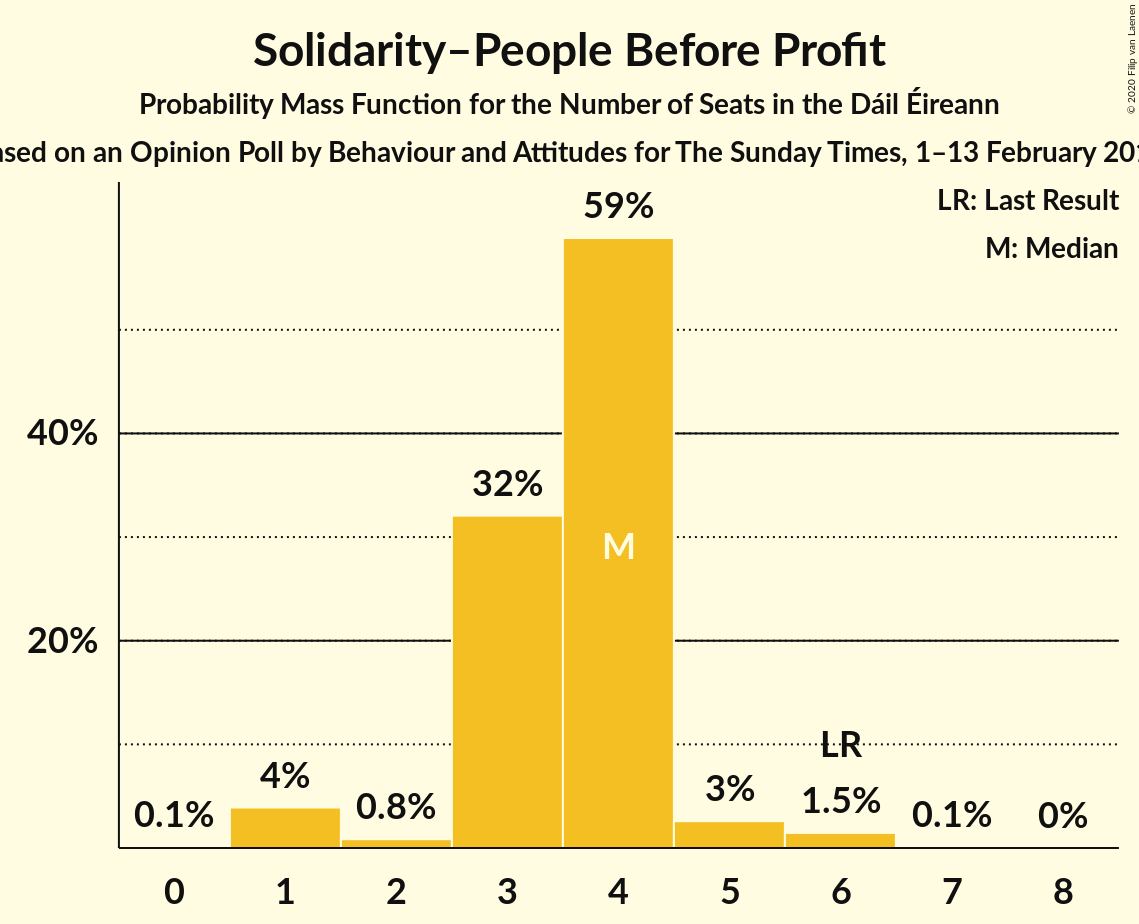 Solidarity–People Before Profit
Probability Mass Function for the Number of Seats in the Dáil Éireann
on an Opinion Poll by Behaviour and Attitudes for The Sunday Times, 1–13 February
© 2020 Filip van Laenen
LR: Last Result
M: Median
59%
40%
32%
M
20%
LR
4%
3%
0.1%
0.8%
1.5%
0.1%
0%
0 1 2 3 4 5 6 7 8